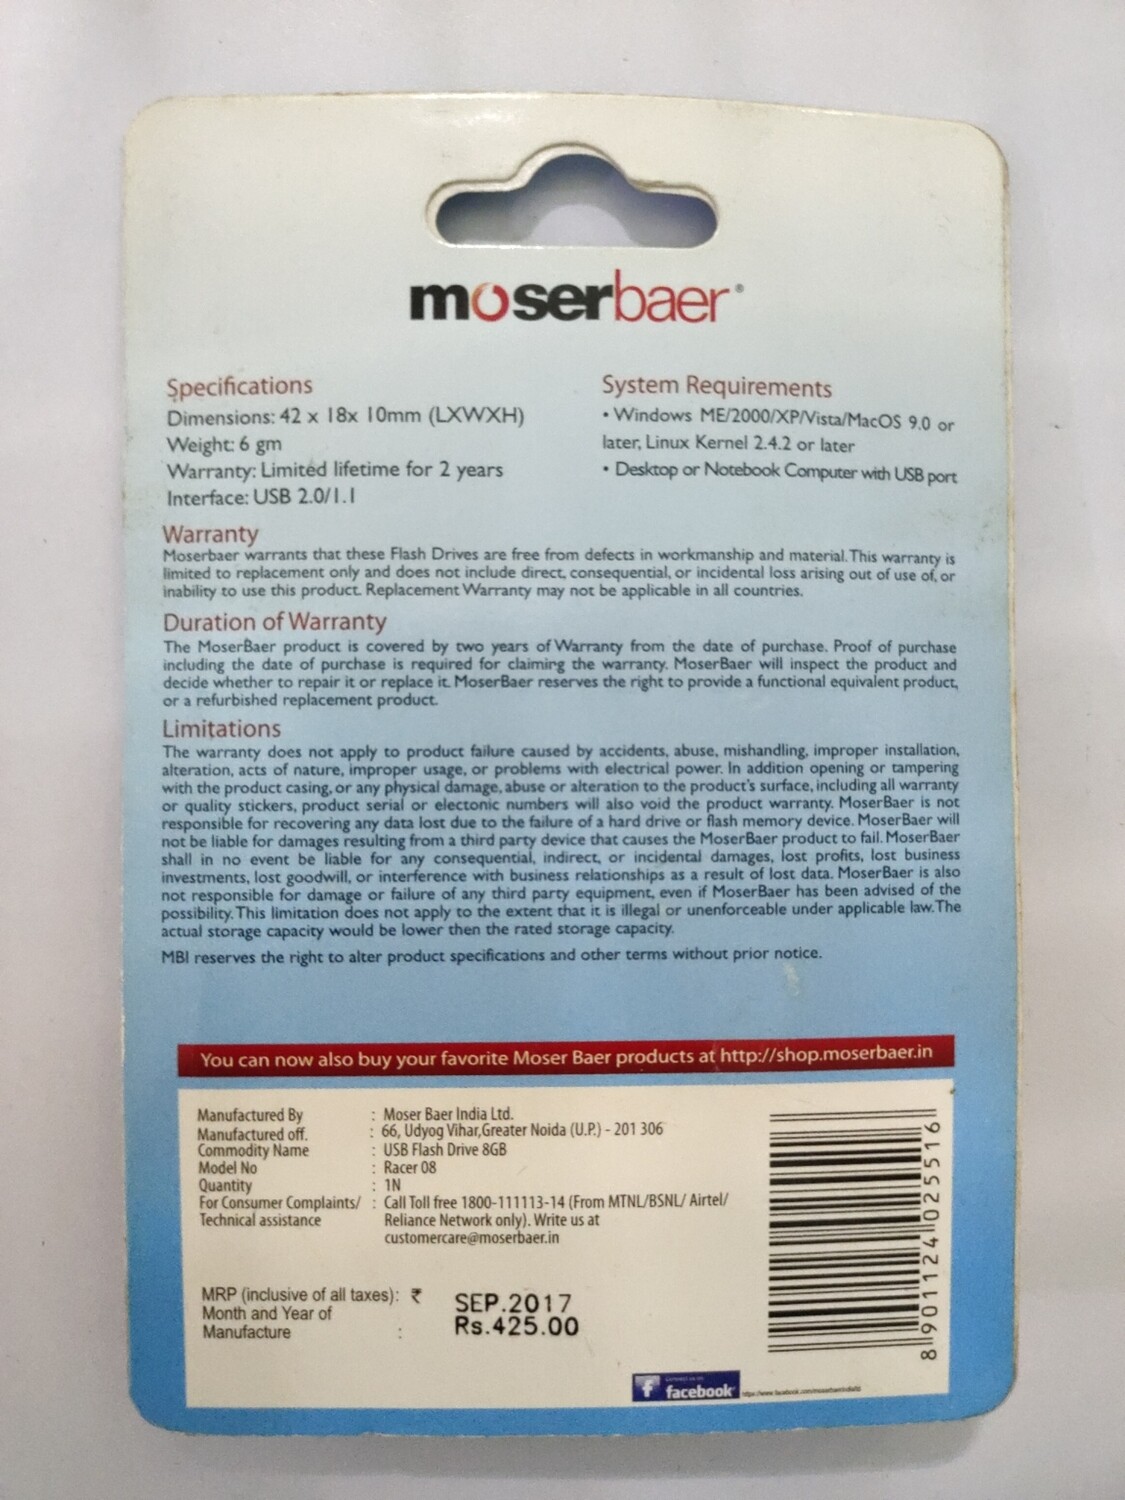 moserbaer®
Specifications
Dimensions: 42 x 18x 10mm (LXWXH)
Weight: 6 gm
Warranty: Limited lifetime for 2 years
Interface: USB 2.0/1.1
System Requirements
• Windows ME/2000/XP/Vista/MacOS 9.0 or
later, Linux Kernel 2.4.2 or later
• Desktop or Notebook Computer with USB port
Warranty
Moserbaer warrants that these Flash Drives are free from defects in workmanship and material. This warranty is
limited to replacement only and does not include direct, consequential, or incidental loss arising out of use of, or
inability to use this product. Replacement Warranty may not be applicable in all countries.
Duration of Warranty
The MoserBaer product is covered by two years of Warranty from the date of purchase. Proof of purchase
including the date of purchase is required for claiming the warranty. MoserBaer will inspect the product and
decide whether to repair it or replace it. MoserBaer reserves the right to provide a functional equivalent product,
or a refurbished replacement product.
Limitations
The warranty does not apply to product failure caused by accidents, abuse, mishandling, improper installation,
alteration, acts of nature, improper usage, or problems with electrical power. In addition opening or tampering
with the product casing, or any physical damage, abuse or alteration to the product's surface, including all warranty
or quality stickers, product serial or electonic numbers will also void the product warranty. MoserBaer is not
responsible for recovering any data lost due to the failure of a hard drive or flash memory device. MoserBaer will
not be liable for damages resulting from a third party device that causes the MoserBaer product to fail. MoserBaer
shall in no event be liable for any consequential, indirect, or incidental damages, lost profits, lost business
investments, lost goodwill, or interference with business relationships as a result of lost data. MoserBaer is also
not responsible for damage or failure of any third party equipment, even if MoserBaer has been advised of the
possibility. This limitation does not apply to the extent that it is illegal or unenforceable under applicable law. The
actual storage capacity would be lower then the rated storage capacity.
MBI reserves the right to alter product specifications and other terms without prior notice.
You can now also buy your favorite Moser Baer products at http://shop.moserbaer.in
Manufactured By : Moser Baer India Ltd.
Manufactured off. : 66, Udyog Vihar,Greater Noida (U.P.) - 201 306
Commodity Name : USB Flash Drive 8GB
Model No : Racer 08
Quantity : 1N
For Consumer Complaints/ : Call Toll free 1800-111113-14 (From MTNL/BSNL/ Airtel/
Technical assistance Reliance Network only). Write us at
customercare@moserbaer.in
MRP (inclusive of all taxes): ₹
Month and Year of
Manufacture :
SEP.2017
Rs.425.00
8901124025516
facebook